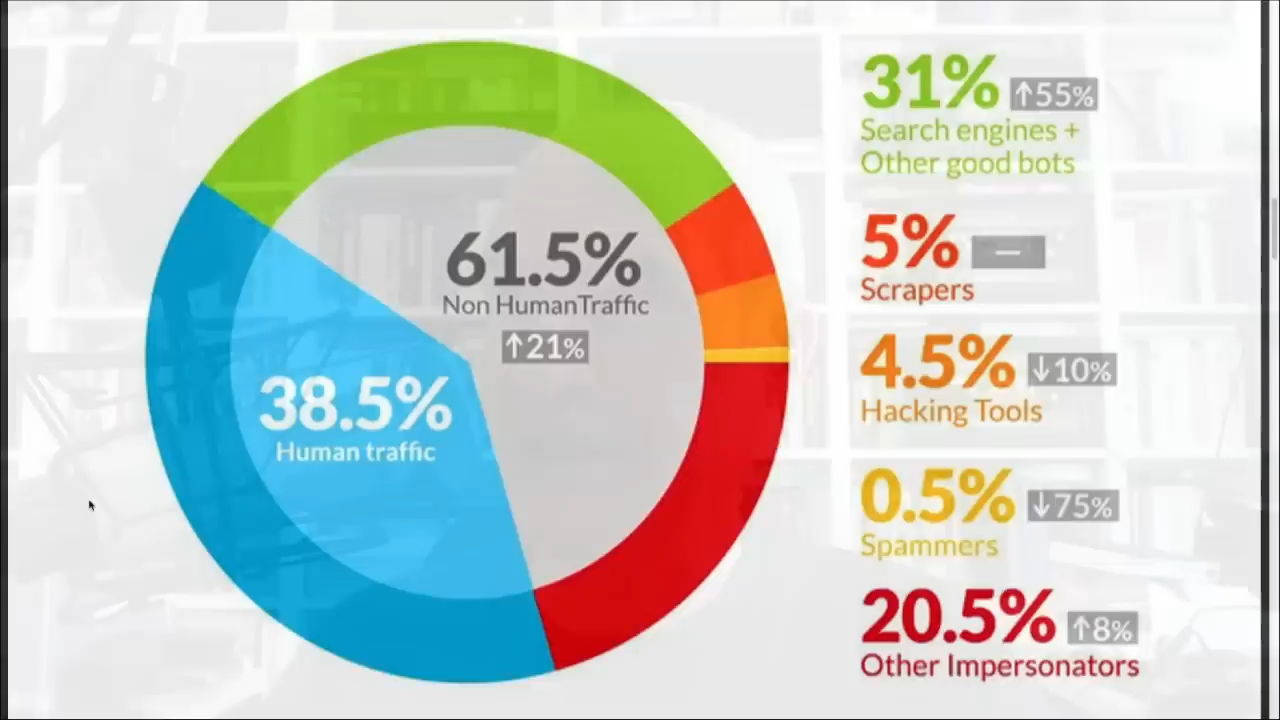 61.5%
Non HumanTraffic
↑21%
38.5%
Human traffic
31% ↑55%
Search engines +
Other good bots
5% —
Scrapers
4.5% ↓10%
Hacking Tools
0.5% ↓75%
Spammers
20.5% ↑8%
Other Impersonators